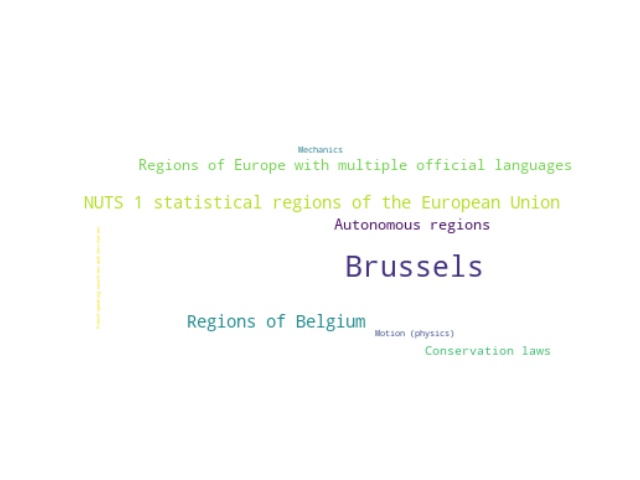 Mechanics
Regions of Europe with multiple official languages
NUTS 1 statistical regions of the European Union
Autonomous regions
Brussels
Regions of Belgium
Motion (physics)
Conservation laws